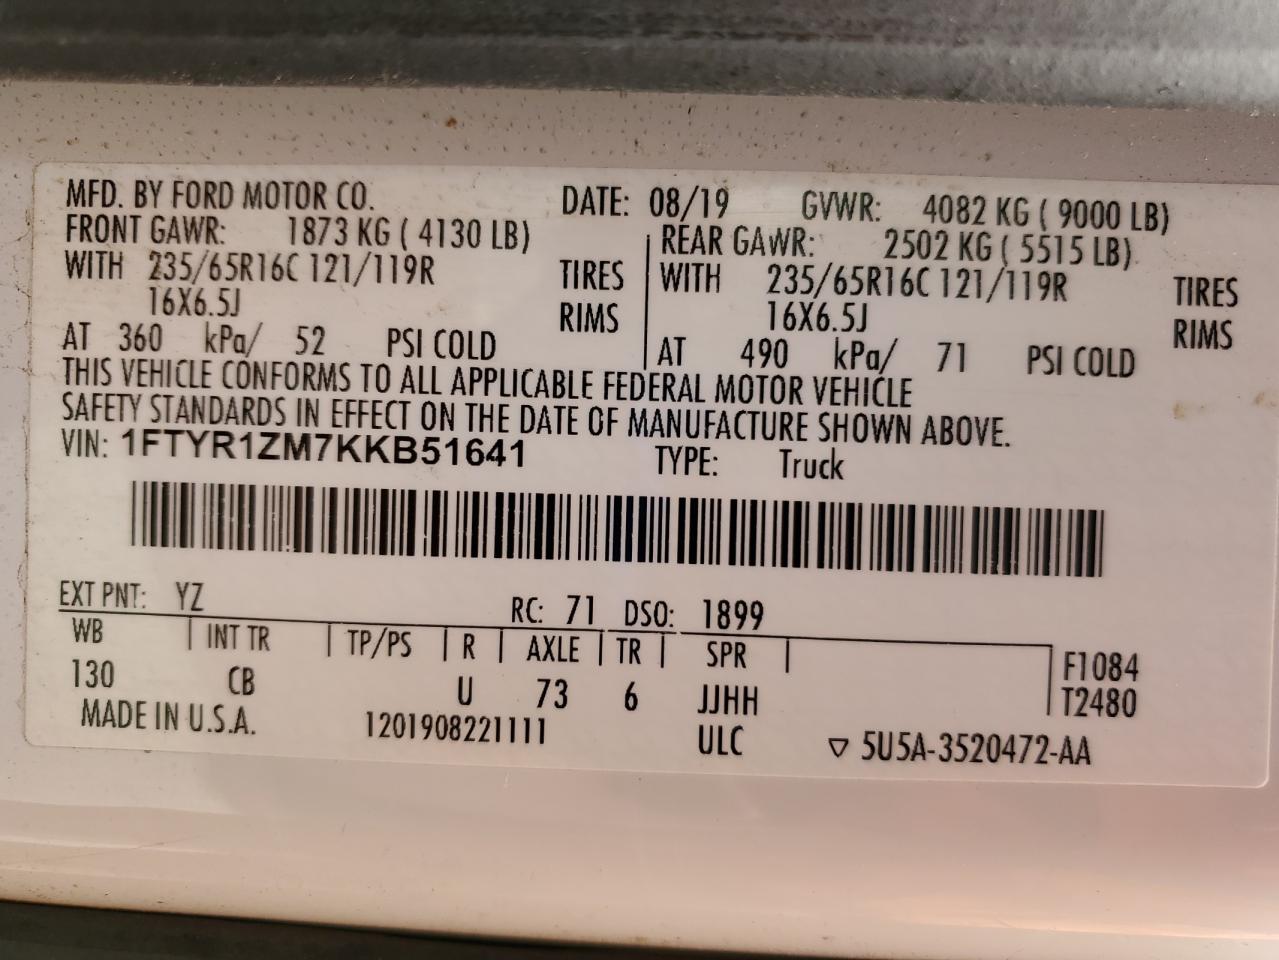 MFD. BY FORD MOTOR CO. DATE: 08/19 GVWR: 4082 KG ( 9000 LB)
FRONT GAWR: 1873 KG ( 4130 LB) REAR GAWR: 2502 KG ( 5515 LB)
WITH 235/65R16C 121/119R TIRES WITH 235/65R16C 121/119R TIRES
16X6.5J RIMS 16X6.5J RIMS
AT 360 kPa/ 52 PSI COLD AT 490 kPa/ 71 PSI COLD
THIS VEHICLE CONFORMS TO ALL APPLICABLE FEDERAL MOTOR VEHICLE
SAFETY STANDARDS IN EFFECT ON THE DATE OF MANUFACTURE SHOWN ABOVE.
VIN: 1FTYR1ZM7KKB51641 TYPE: Truck
EXT PNT: YZ RC: 71 DSO: 1899
WB INT TR TP/PS R AXLE TR SPR F1084
130 CB U 73 6 JJHH T2480
MADE IN U.S.A. 1201908221111 ULC ▽ 5U5A-3520472-AA